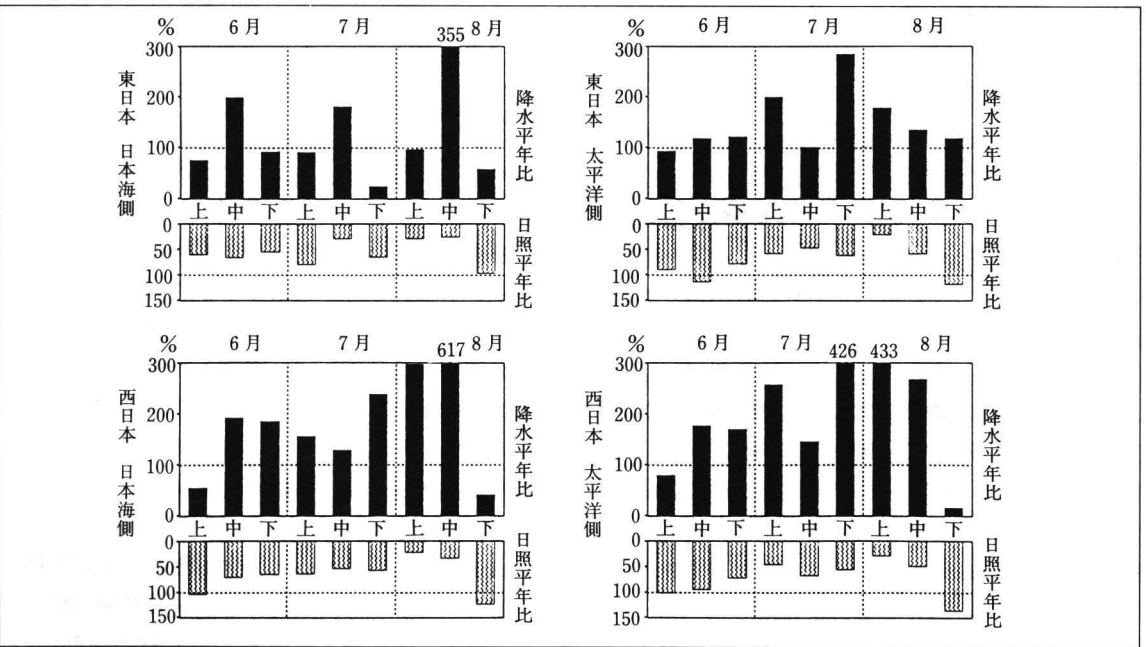 % 6月 7月 355 8月
300
200
100
0
東日本 日本海側
降水平年比
上 中 下 上 中 下 上 中 下
0
50
100
150
日照平年比
% 6月 7月 8月
300
200
100
0
東日本 太平洋側
降水平年比
上 中 下 上 中 下 上 中 下
0
50
100
150
日照平年比
% 6月 7月 617 8月
300
200
100
0
西日本 日本海側
降水平年比
上 中 下 上 中 下 上 中 下
0
50
100
150
日照平年比
% 6月 7月 426 433 8月
300
200
100
0
西日本 太平洋側
降水平年比
上 中 下 上 中 下 上 中 下
0
50
100
150
日照平年比